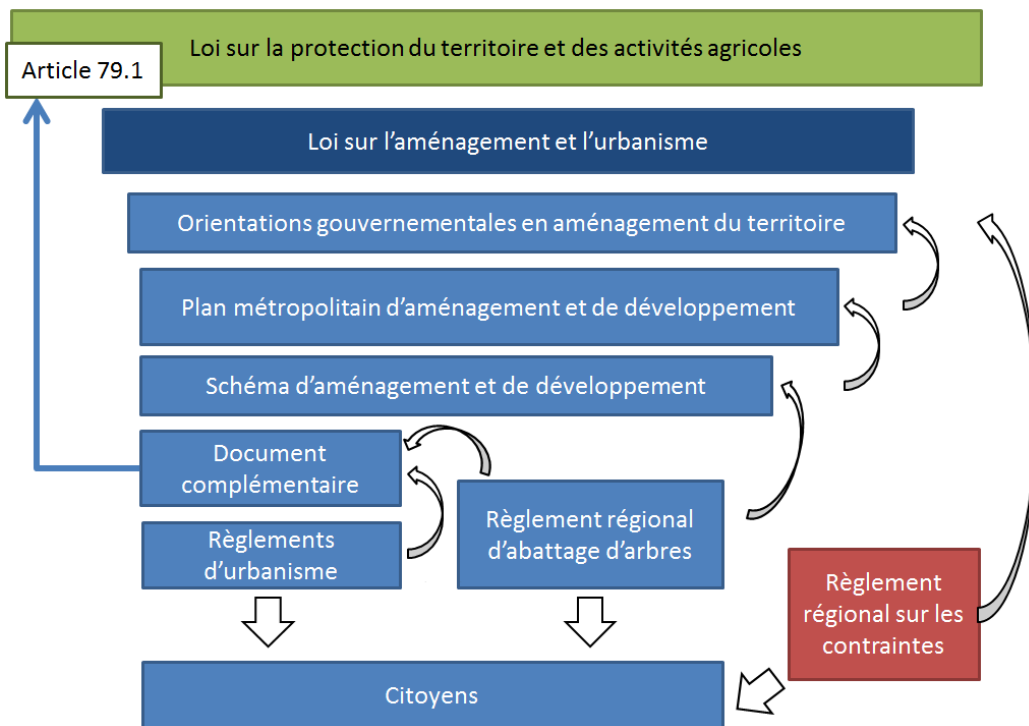 Loi sur la protection du territoire et des activités agricoles
Article 79.1
Loi sur l'aménagement et l'urbanisme
Orientations gouvernementales en aménagement du territoire
Plan métropolitain d'aménagement et de développement
Schéma d'aménagement et de développement
Document
complémentaire
Règlements
d'urbanisme
Règlement régional
d'abattage d'arbres
Règlement
régional sur les
contraintes
Citoyens